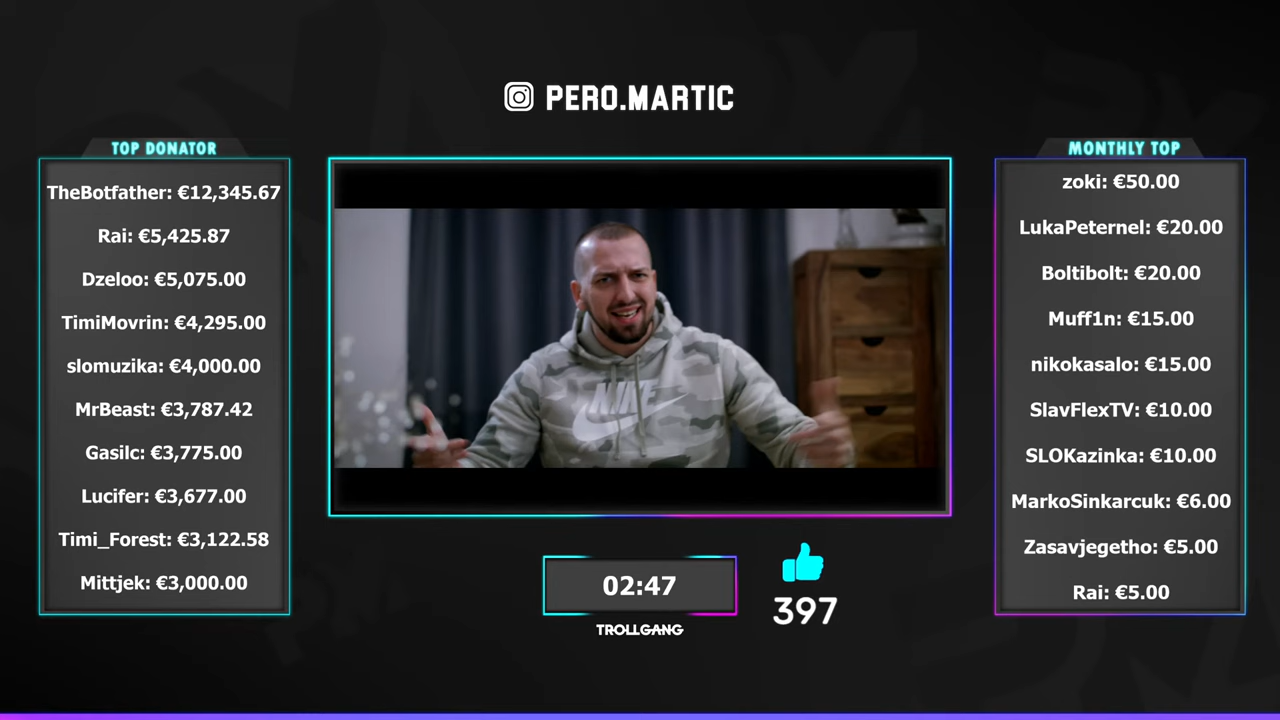 PERO.MARTIC
TOP DONATOR
TheBotfather: €12,345.67
Rai: €5,425.87
Dzeloo: €5,075.00
TimiMovrin: €4,295.00
slomuzika: €4,000.00
MrBeast: €3,787.42
Gasilc: €3,775.00
Lucifer: €3,677.00
Timi_Forest: €3,122.58
Mittjek: €3,000.00
NIKE
02:47
TROLLGANG
397
MONTHLY TOP
zoki: €50.00
LukaPeternel: €20.00
Boltibolt: €20.00
Muff1n: €15.00
nikokasalo: €15.00
SlavFlexTV: €10.00
SLOKazinka: €10.00
MarkoSinkarcuk: €6.00
Zasavjegetho: €5.00
Rai: €5.00